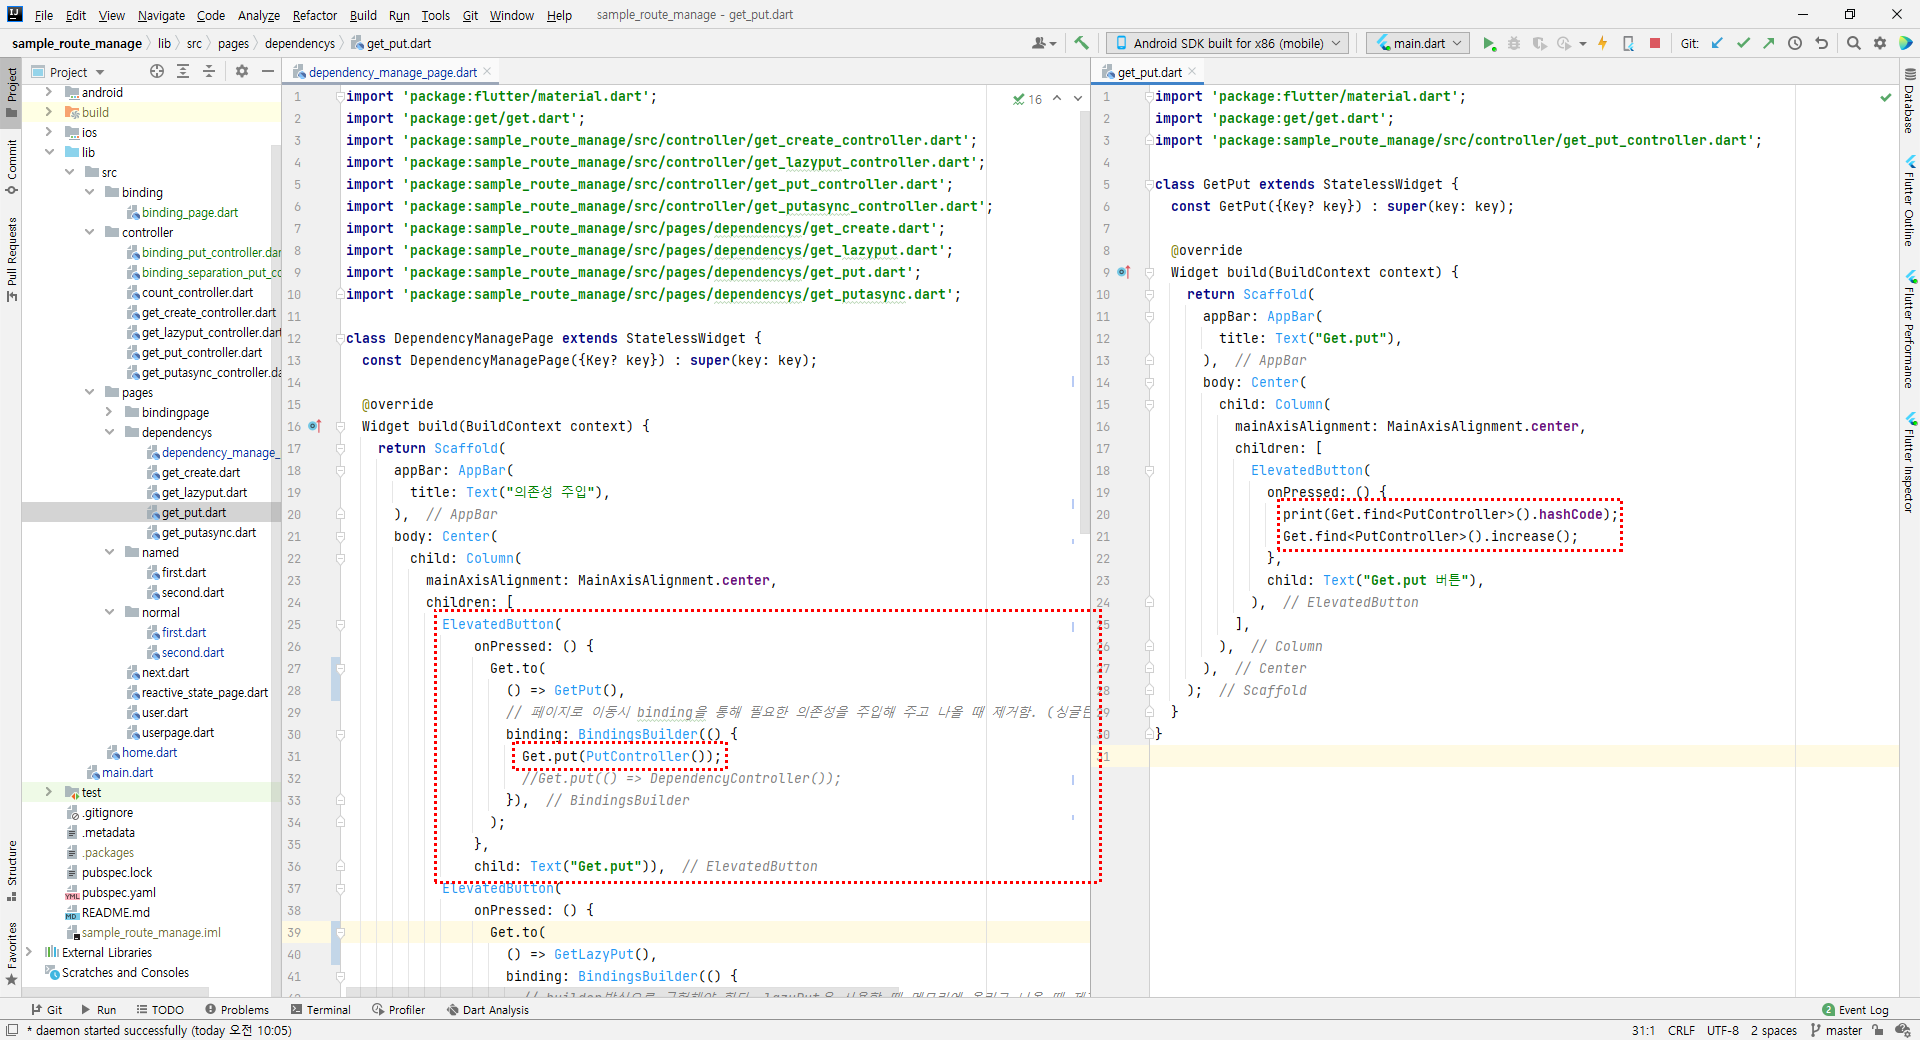 File Edit View Navigate Code Analyze Refactor Build Run Tools Git Window Help sample_route_manage - get_put.dart
sample_route_manage lib src pages dependencys get_put.dart
Android SDK built for x86 (mobile) main.dart Git:
Project
Project
Commit
Pull Requests
Structure
Favorites
android
build
ios
lib
src
binding
binding_page.dart
controller
binding_put_controller.dar
binding_separation_put_co
count_controller.dart
get_create_controller.dart
get_lazyput_controller.dart
get_put_controller.dart
get_putasync_controller.da
pages
bindingpage
dependencys
dependency_manage_
get_create.dart
get_lazyput.dart
get_put.dart
get_putasync.dart
named
first.dart
second.dart
normal
first.dart
second.dart
next.dart
reactive_state_page.dart
user.dart
userpage.dart
home.dart
main.dart
test
.gitignore
.metadata
.packages
pubspec.lock
pubspec.yaml
README.md
sample_route_manage.iml
External Libraries
Scratches and Consoles
dependency_manage_page.dart
16
1 import 'package:flutter/material.dart';
2 import 'package:get/get.dart';
3 import 'package:sample_route_manage/src/controller/get_create_controller.dart';
4 import 'package:sample_route_manage/src/controller/get_lazyput_controller.dart';
5 import 'package:sample_route_manage/src/controller/get_put_controller.dart';
6 import 'package:sample_route_manage/src/controller/get_putasync_controller.dart';
7 import 'package:sample_route_manage/src/pages/dependencys/get_create.dart';
8 import 'package:sample_route_manage/src/pages/dependencys/get_lazyput.dart';
9 import 'package:sample_route_manage/src/pages/dependencys/get_put.dart';
10 import 'package:sample_route_manage/src/pages/dependencys/get_putasync.dart';
11
12 class DependencyManagePage extends StatelessWidget {
13 const DependencyManagePage({Key? key}) : super(key: key);
14
15 @override
16 Widget build(BuildContext context) {
17 return Scaffold(
18 appBar: AppBar(
19 title: Text("의존성 주입"),
20 ), // AppBar
21 body: Center(
22 child: Column(
23 mainAxisAlignment: MainAxisAlignment.center,
24 children: [
25 ElevatedButton(
26 onPressed: () {
27 Get.to(
28 () => GetPut(),
29 // 페이지로 이동시 binding을 통해 필요한 의존성을 주입해 주고 나올 때 제거함. (싱글톤
30 binding: BindingsBuilder(() {
31 Get.put(PutController());
32 //Get.put(() => DependencyController());
33 }), // BindingsBuilder
34 );
35 },
36 child: Text("Get.put")), // ElevatedButton
37 ElevatedButton(
38 onPressed: () {
39 Get.to(
40 () => GetLazyPut(),
41 binding: BindingsBuilder(() {
get_put.dart
1 import 'package:flutter/material.dart';
2 import 'package:get/get.dart';
3 import 'package:sample_route_manage/src/controller/get_put_controller.dart';
4
5 class GetPut extends StatelessWidget {
6 const GetPut({Key? key}) : super(key: key);
7
8 @override
9 Widget build(BuildContext context) {
10 return Scaffold(
11 appBar: AppBar(
12 title: Text("Get.put"),
13 ), // AppBar
14 body: Center(
15 child: Column(
16 mainAxisAlignment: MainAxisAlignment.center,
17 children: [
18 ElevatedButton(
19 onPressed: () {
20 print(Get.find<PutController>().hashCode);
21 Get.find<PutController>().increase();
22 },
23 child: Text("Get.put 버튼"),
24 ), // ElevatedButton
25 ],
26 ), // Column
27 ), // Center
28 ); // Scaffold
29 }
30 }
31
Database
Flutter Outline
Flutter Performance
Flutter Inspector
Git Run TODO Problems Terminal Profiler Dart Analysis 2 Event Log
* daemon started successfully (today 오전 10:05) 31:1 CRLF UTF-8 2 spaces master